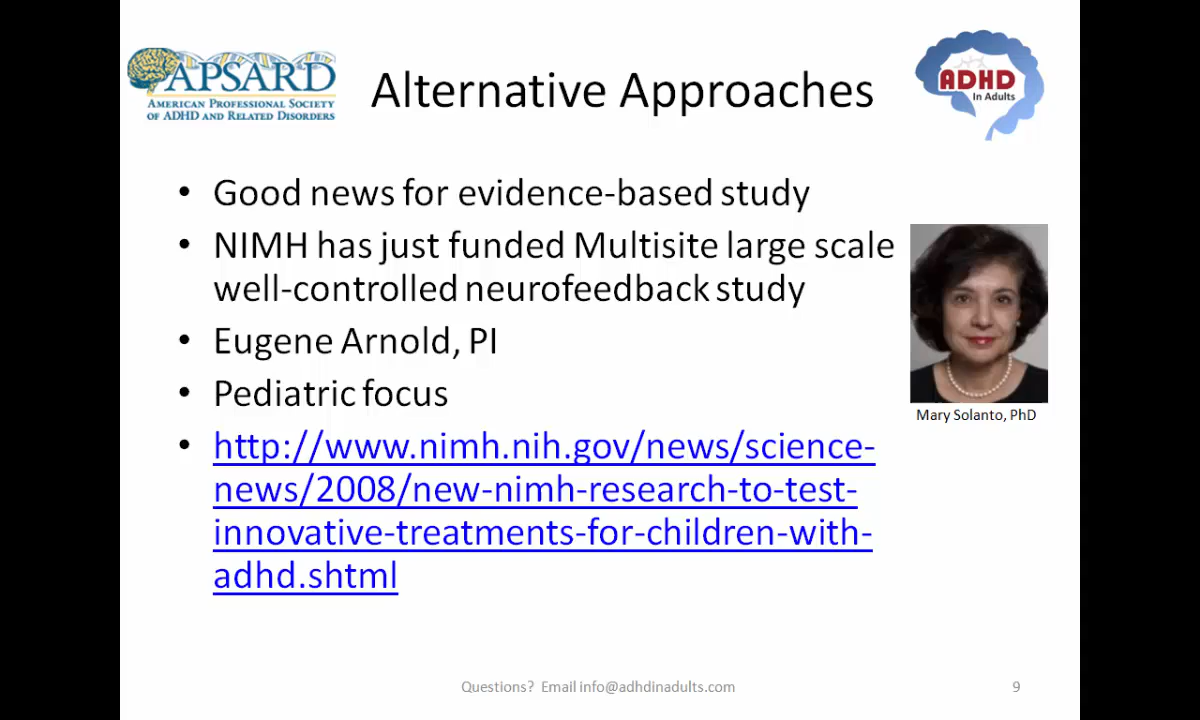 APSARD
AMERICAN PROFESSIONAL SOCIETY
OF ADHD AND RELATED DISORDERS
Alternative Approaches
ADHD
In Adults
• Good news for evidence-based study
• NIMH has just funded Multisite large scale
well-controlled neurofeedback study
• Eugene Arnold, PI
• Pediatric focus
• http://www.nimh.nih.gov/news/science-
news/2008/new-nimh-research-to-test-
innovative-treatments-for-children-with-
adhd.shtml
Mary Solanto, PhD
Questions? Email info@adhdinadults.com
9